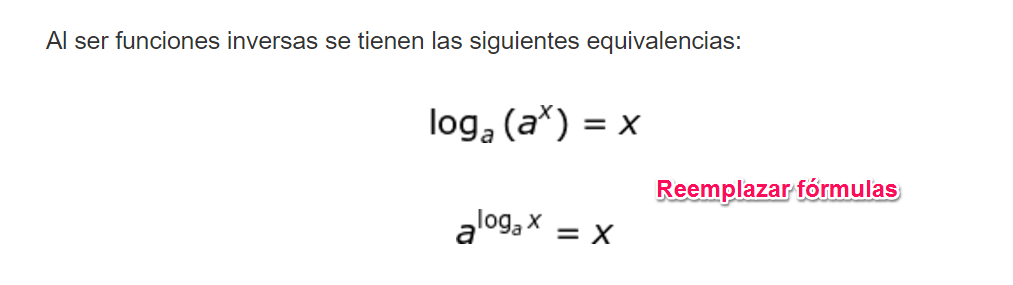 Al ser funciones inversas se tienen las siguientes equivalencias:
logₐ (aˣ) = x
Reemplazar fórmulas
a^(logₐ x) = x